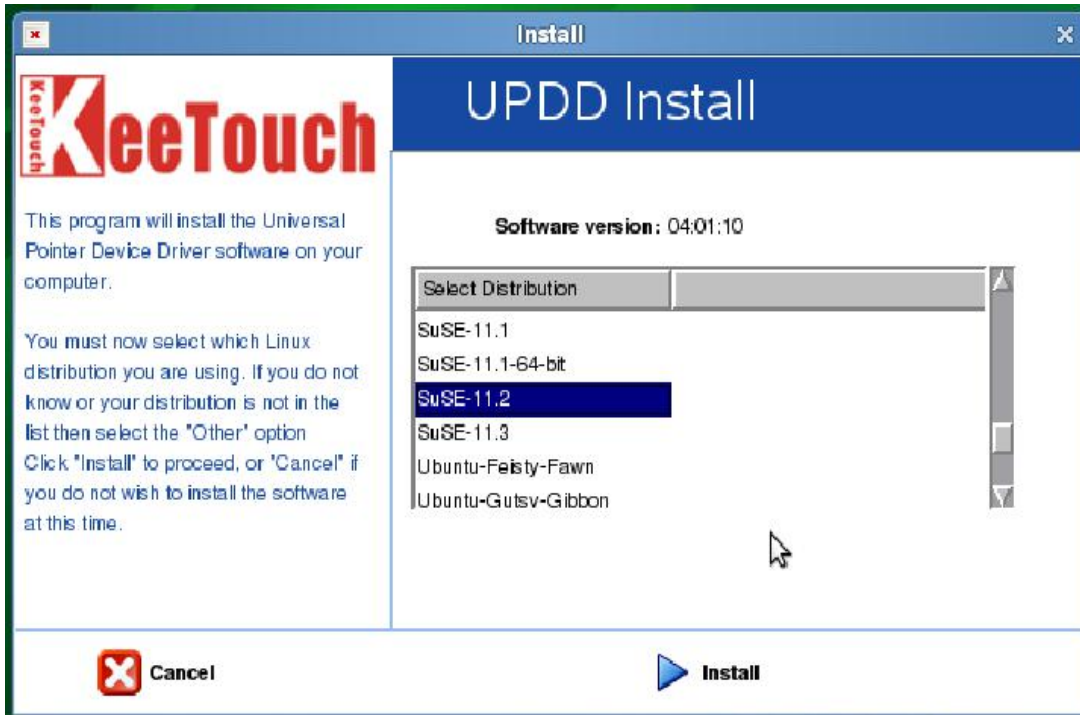 Install
KeeTouch
KeeTouch
UPDD Install
This program will install the Universal
Pointer Device Driver software on your
computer.
You must now select which Linux
distribution you are using. If you do not
know or your distribution is not in the
list then select the "Other" option
Click "Install" to proceed, or "Cancel" if
you do not wish to install the software
at this time.
Software version: 04:01:10
Select Distribution
SuSE-11.1
SuSE-11.1-64-bit
SuSE-11.2
SuSE-11.3
Ubuntu-Feisty-Fawn
Ubuntu-Gutsy-Gibbon
Cancel
Install